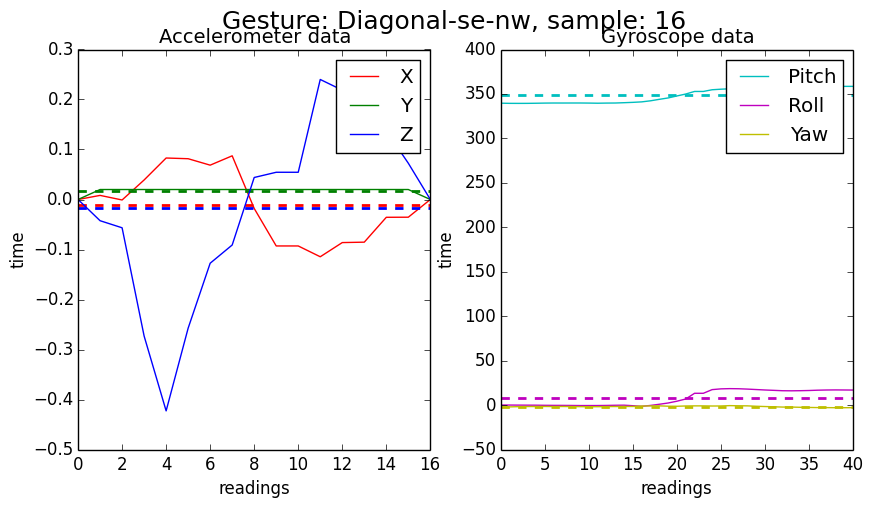 Gesture: Diagonal-se-nw, sample: 16
Accelerometer data
0.3
0.2
0.1
0.0
−0.1
−0.2
−0.3
−0.4
−0.5
time
X
Y
Z
0 2 4 6 8 10 12 14 16
readings
Gyroscope data
400
350
300
250
200
150
100
50
0
−50
time
Pitch
Roll
Yaw
0 5 10 15 20 25 30 35 40
readings